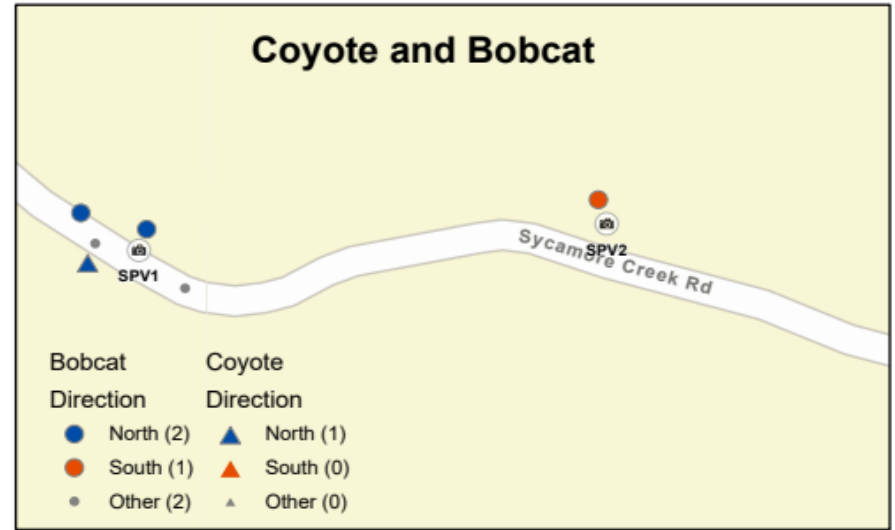 Coyote and Bobcat
SPV1
SPV2
Sycamore Creek Rd
Bobcat Coyote
Direction Direction
North (2) North (1)
South (1) South (0)
Other (2) Other (0)